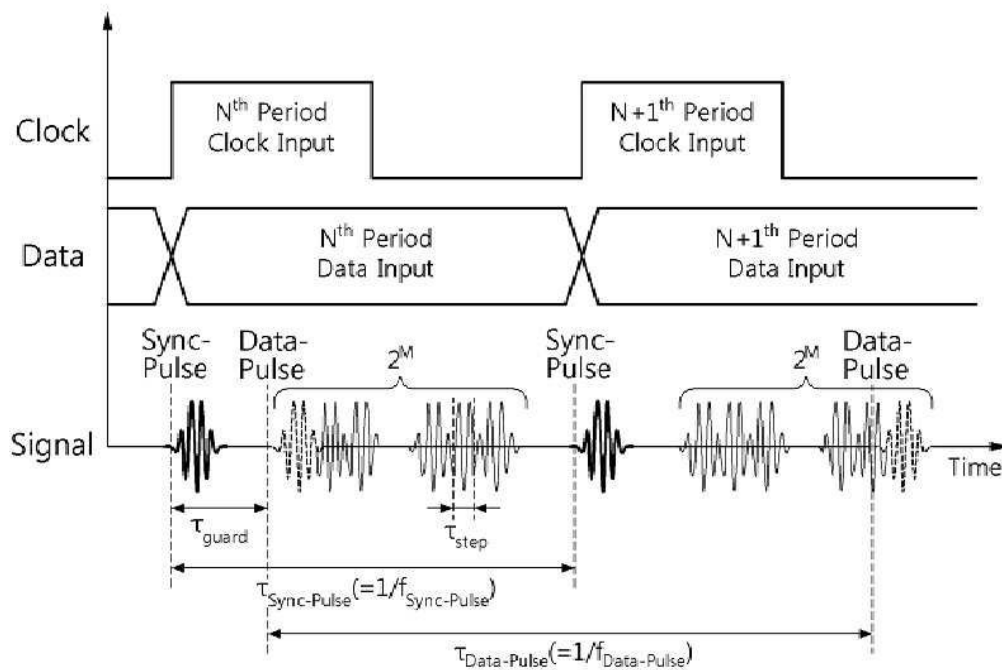 Clock
Nᵗʰ Period
Clock Input
N+1ᵗʰ Period
Clock Input
Data
Nᵗʰ Period
Data Input
N+1ᵗʰ Period
Data Input
Sync-
Pulse
Data-
Pulse
2ᴹ
Sync-
Pulse
2ᴹ
Data-
Pulse
Signal
Time
τguard
τstep
τSync-Pulse(=1/fSync-Pulse)
τData-Pulse(=1/fData-Pulse)